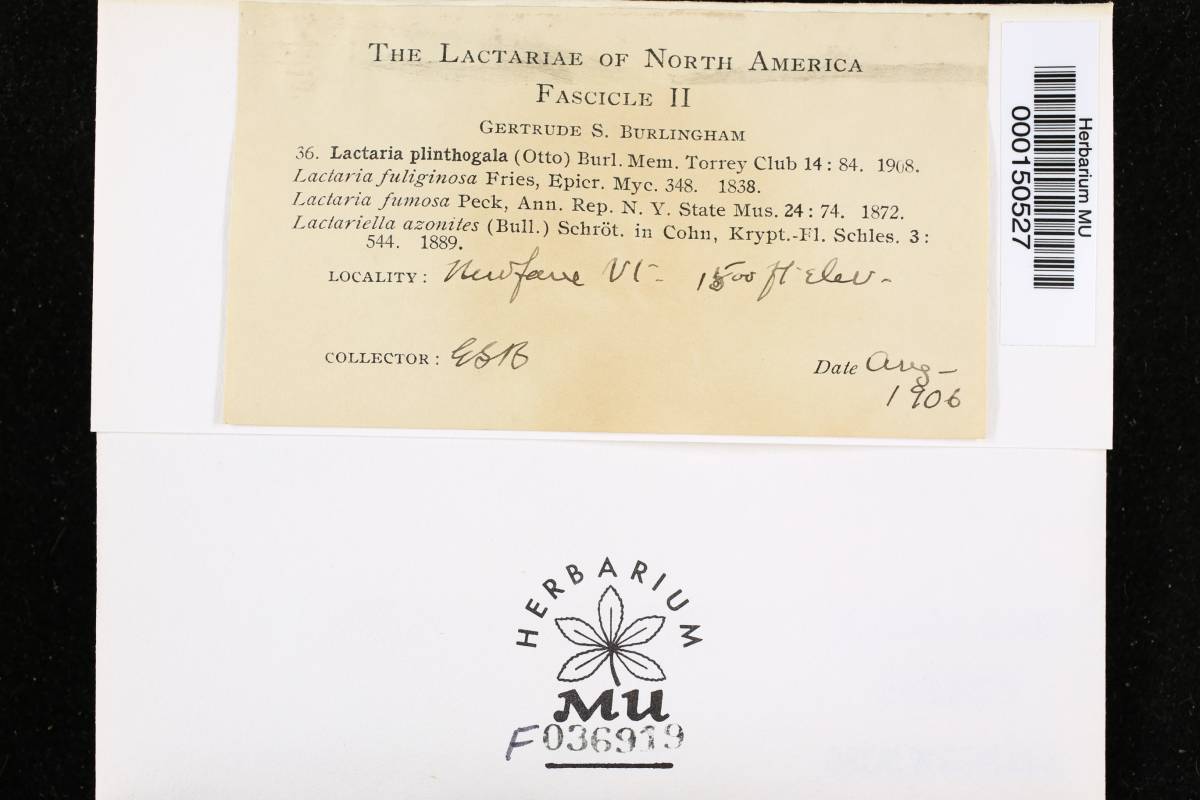 THE LACTARIAE OF NORTH AMERICA
FASCICLE II
GERTRUDE S. BURLINGHAM
36. Lactaria plinthogala (Otto) Burl. Mem. Torrey Club 14: 84. 1908.
Lactaria fuliginosa Fries, Epicr. Myc. 348. 1838.
Lactaria fumosa Peck, Ann. Rep. N. Y. State Mus. 24: 74. 1872.
Lactariella azonites (Bull.) Schröt. in Cohn, Krypt.-Fl. Schles. 3:
544. 1889.
LOCALITY: Newfane Vt- 1500 ft elev-
COLLECTOR: GSB
Date Aug-
1906
Herbarium MU
000150527
HERBARIUM
MU
F036919